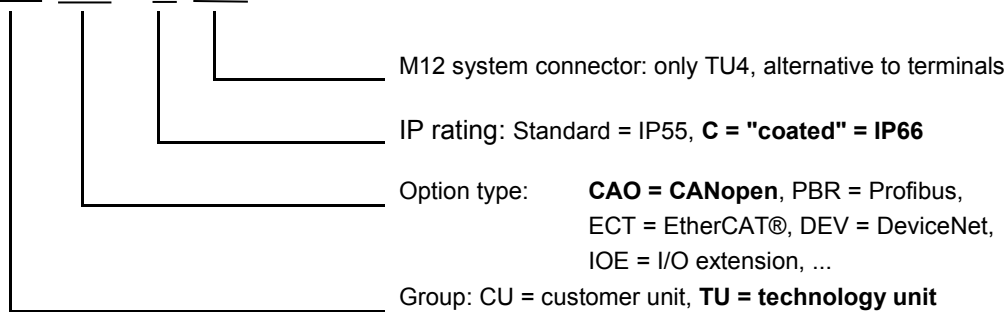 M12 system connector: only TU4, alternative to terminals
IP rating: Standard = IP55, C = "coated" = IP66
Option type: CAO = CANopen, PBR = Profibus,
ECT = EtherCAT®, DEV = DeviceNet,
IOE = I/O extension, ...
Group: CU = customer unit, TU = technology unit